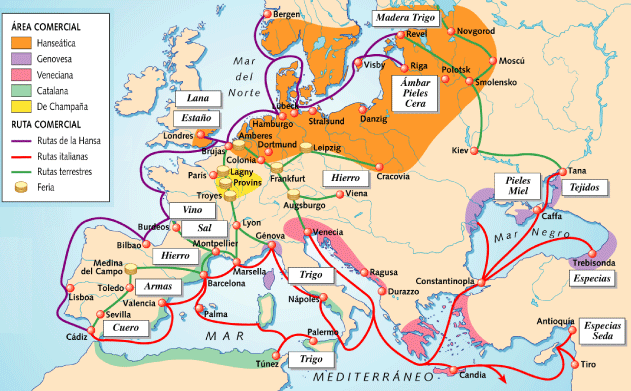 ÁREA COMERCIAL
Hanseática
Genovesa
Veneciana
Catalana
De Champaña
RUTA COMERCIAL
Rutas de la Hansa
Rutas italianas
Rutas terrestres
Feria
Bergen
Madera Trigo
Revel
Novgorod
Mar
del
Norte
Visby
Riga
Moscú
Polotsk
Smolensko
Ámbar
Pieles
Cera
Lana
Estaño
Lübeck
Hamburgo
Stralsund
Danzig
Londres
Amberes
Brujas
Dortmund
Colonia
Leipzig
Kiev
París
Lagny
Provins
Frankfurt
Hierro
Cracovia
Tana
Troyes
Augsburgo
Viena
Pieles
Miel
Tejidos
Vino
Sal
Burdeos
Lyon
Caffa
Mar Negro
Bilbao
Hierro
Montpellier
Génova
Venecia
Medina
del Campo
Marsella
Trebisonda
Toledo
Armas
Barcelona
Trigo
Ragusa
Constantinopla
Especias
Lisboa
Valencia
Nápoles
Durazzo
Sevilla
Cuero
Palma
Antioquía
Especias
Seda
Cádiz
MAR
Palermo
Túnez
Trigo
MEDITERRÁNEO
Candia
Tiro